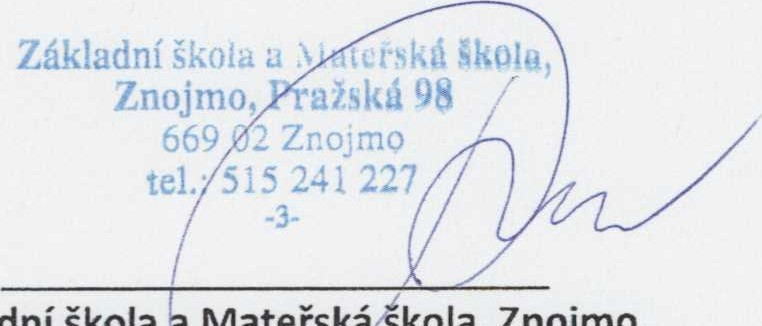 Základní škola a Mateřská škola,
Znojmo, Pražská 98
669 02 Znojmo
tel.: 515 241 227
-3-
dní škola a Mateřská škola, Znojmo